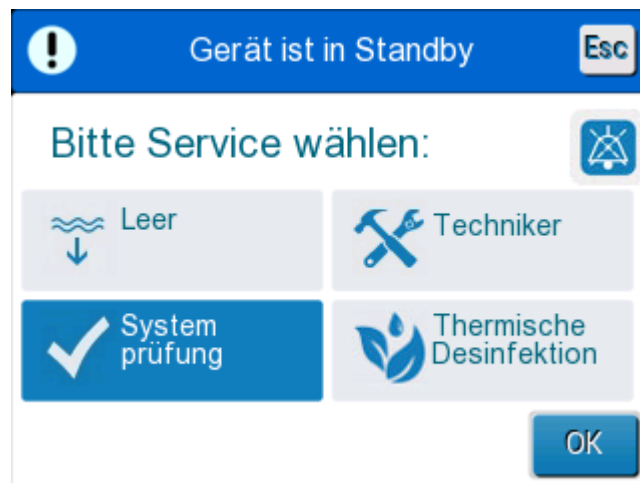 Gerät ist in Standby
Esc
Bitte Service wählen:
Leer
Techniker
System
prüfung
Thermische
Desinfektion
OK